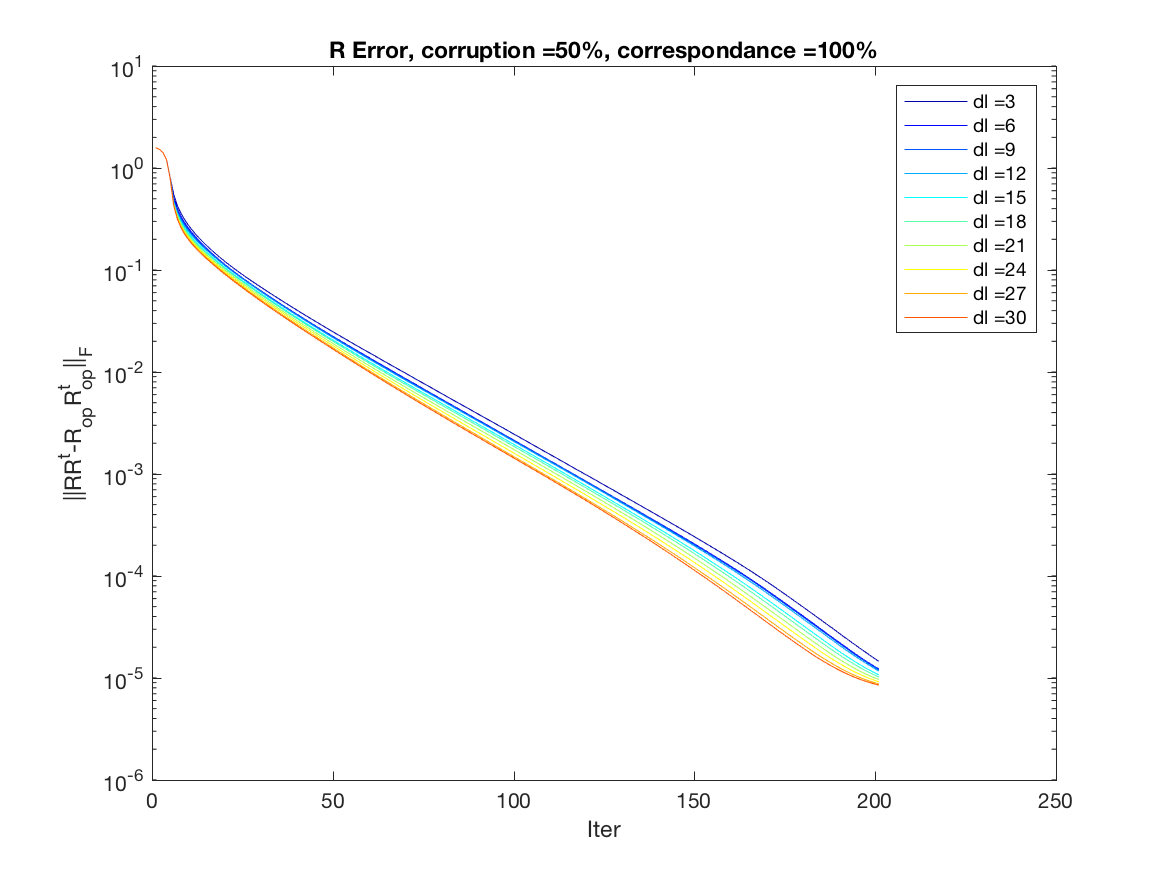 R Error, corruption =50%, correspondance =100%
10^1
10^0
10^-1
10^-2
10^-3
10^-4
10^-5
10^-6
||RR^t-R_op R_op^t||_F
0 50 100 150 200 250
Iter
dl =3
dl =6
dl =9
dl =12
dl =15
dl =18
dl =21
dl =24
dl =27
dl =30